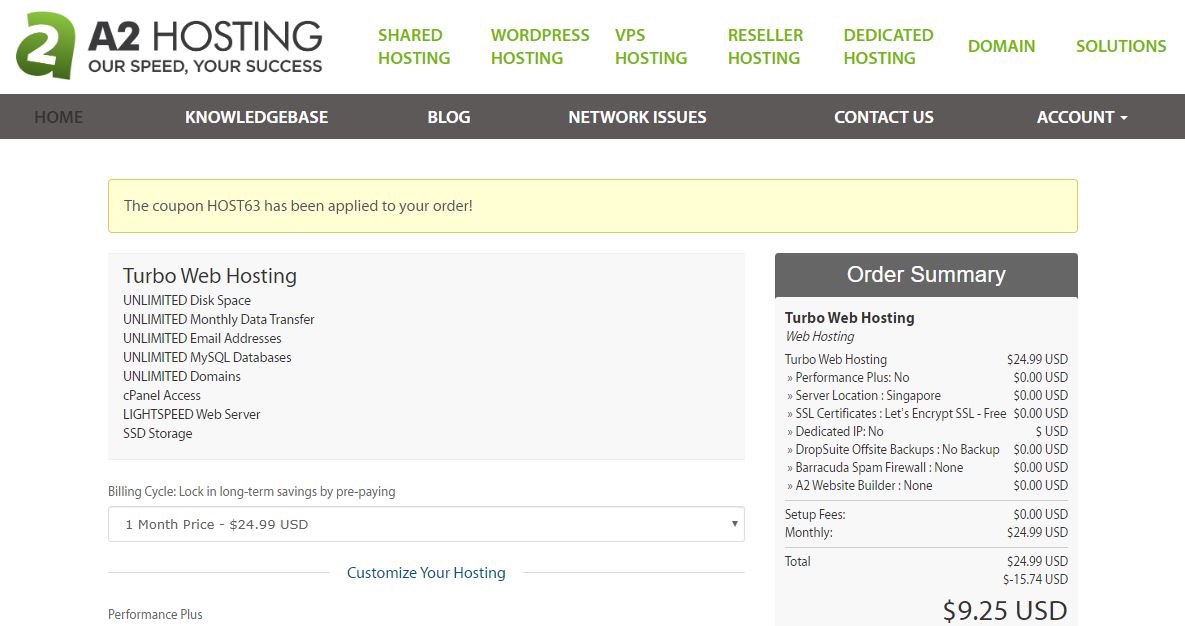 A2 HOSTING
OUR SPEED, YOUR SUCCESS
SHARED HOSTING
WORDPRESS HOSTING
VPS HOSTING
RESELLER HOSTING
DEDICATED HOSTING
DOMAIN
SOLUTIONS
HOME KNOWLEDGEBASE BLOG NETWORK ISSUES CONTACT US ACCOUNT
The coupon HOST63 has been applied to your order!
Turbo Web Hosting
UNLIMITED Disk Space
UNLIMITED Monthly Data Transfer
UNLIMITED Email Addresses
UNLIMITED MySQL Databases
UNLIMITED Domains
cPanel Access
LIGHTSPEED Web Server
SSD Storage
Billing Cycle: Lock in long-term savings by pre-paying
1 Month Price - $24.99 USD
Customize Your Hosting
Performance Plus
Order Summary
Turbo Web Hosting
Web Hosting
Turbo Web Hosting $24.99 USD
» Performance Plus: No $0.00 USD
» Server Location : Singapore $0.00 USD
» SSL Certificates : Let's Encrypt SSL - Free $0.00 USD
» Dedicated IP: No $ USD
» DropSuite Offsite Backups : No Backup $0.00 USD
» Barracuda Spam Firewall : None $0.00 USD
» A2 Website Builder : None $0.00 USD
Setup Fees: $0.00 USD
Monthly: $24.99 USD
Total $24.99 USD
$-15.74 USD
$9.25 USD